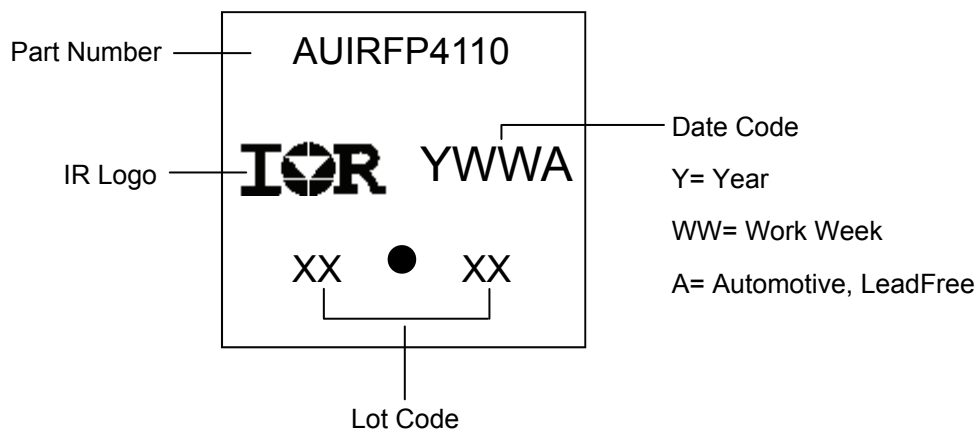 Part Number
AUIRFP4110
IR Logo
IOR
YWWA
Date Code
Y= Year
WW= Work Week
A= Automotive, LeadFree
XX ● XX
Lot Code